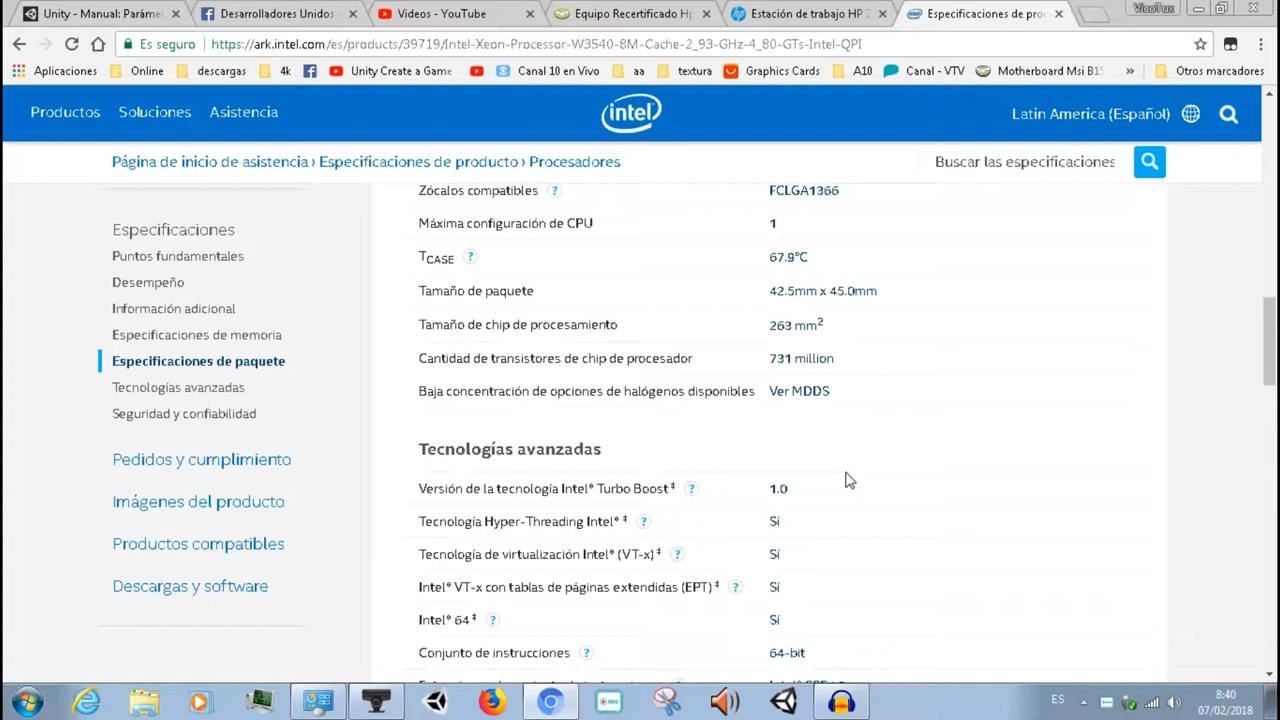 Unity - Manual: Paráme
Desarrolladores Unidos
Videos - YouTube
Equipo Recertificado Hp
Estación de trabajo HP Z
Especificaciones de proc
VicoTux
Es seguro
https://ark.intel.com/es/products/39719/Intel-Xeon-Processor-W3540-8M-Cache-2_93-GHz-4_80-GTs-Intel-QPI
Aplicaciones
Online
descargas
4k
Unity Create a Game
Canal 10 en Vivo
aa
textura
Graphics Cards
A10
Canal - VTV
Motherboard Msi B15
»
Otros marcadores
Productos
Soluciones
Asistencia
intel
Latin America (Español)
Página de inicio de asistencia › Especificaciones de producto › Procesadores
Buscar las especificaciones
Especificaciones
Puntos fundamentales
Desempeño
Información adicional
Especificaciones de memoria
Especificaciones de paquete
Tecnologías avanzadas
Seguridad y confiabilidad
Pedidos y cumplimiento
Imágenes del producto
Productos compatibles
Descargas y software
Zócalos compatibles ? FCLGA1366
Máxima configuración de CPU 1
TCASE ? 67.9°C
Tamaño de paquete 42.5mm x 45.0mm
Tamaño de chip de procesamiento 263 mm²
Cantidad de transistores de chip de procesador 731 million
Baja concentración de opciones de halógenos disponibles Ver MDDS
Tecnologías avanzadas
Versión de la tecnología Intel® Turbo Boost ‡ ? 1.0
Tecnología Hyper-Threading Intel® ‡ ? Sí
Tecnología de virtualización Intel® (VT-x) ‡ ? Sí
Intel® VT-x con tablas de páginas extendidas (EPT) ‡ ? Sí
Intel® 64 ‡ ? Sí
Conjunto de instrucciones ? 64-bit
ES
8:40
07/02/2018